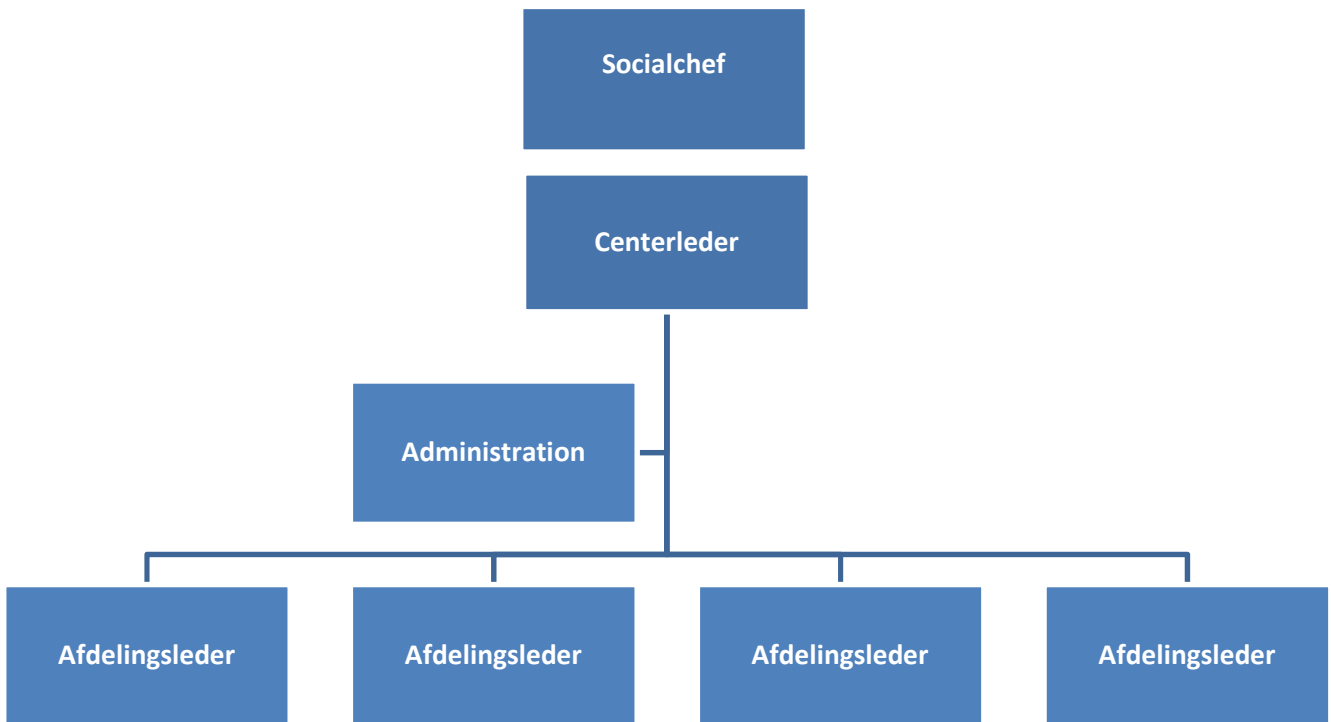 Socialchef
Centerleder
Administration
Afdelingsleder
Afdelingsleder
Afdelingsleder
Afdelingsleder